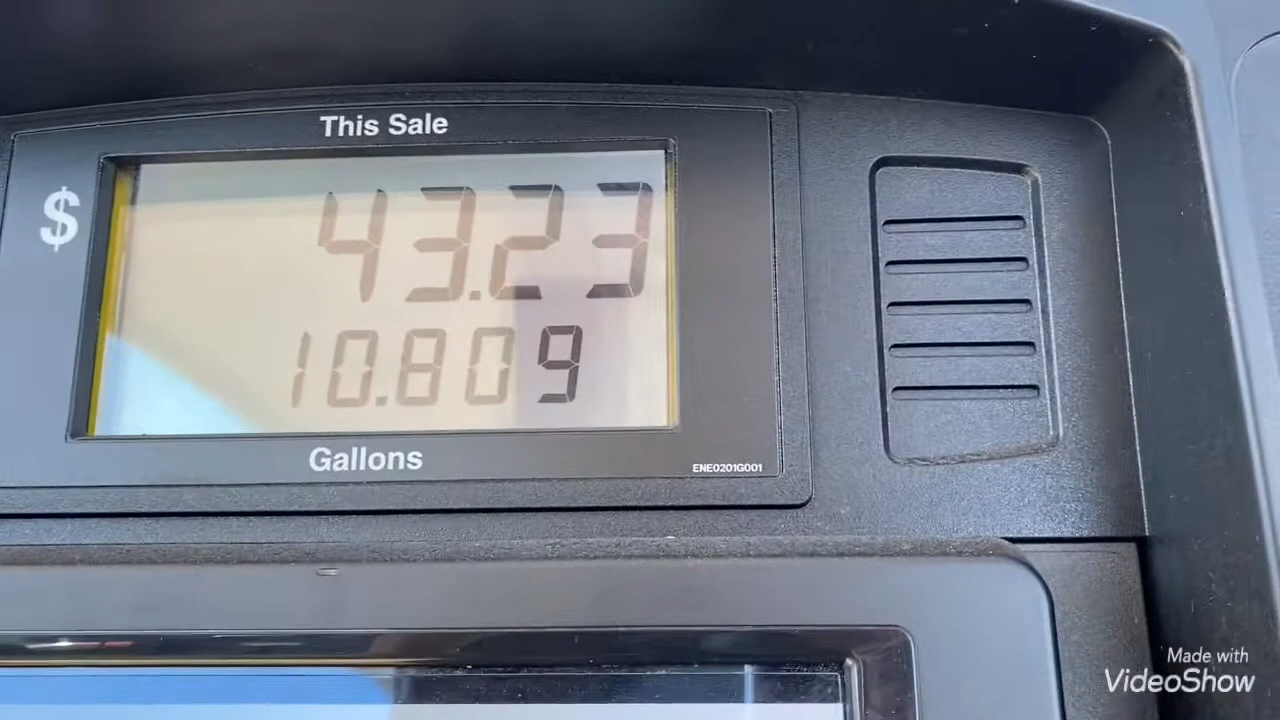 This Sale
$ 43.23
10.809
Gallons
ENE0201G001
Made with
VideoShow